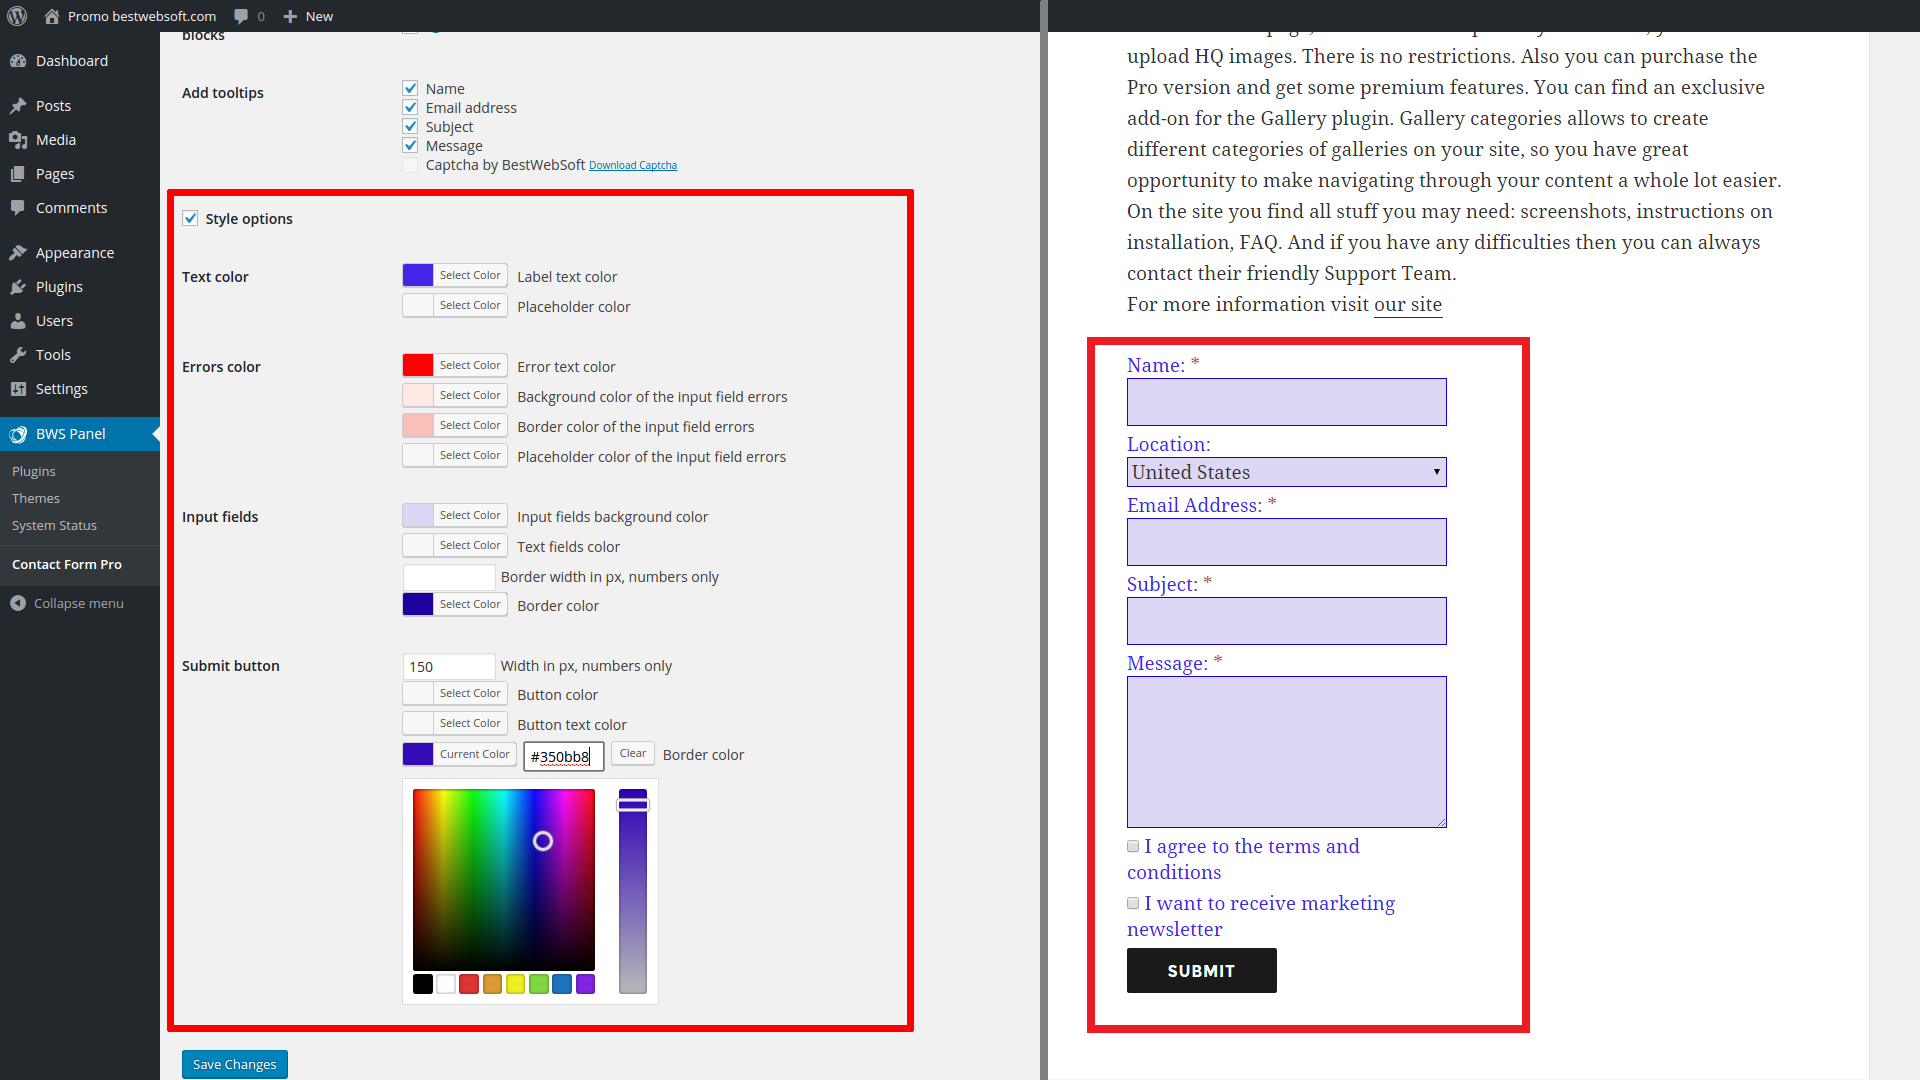 Promo bestwebsoft.com 0 New
Dashboard
Posts
Media
Pages
Comments
Appearance
Plugins
Users
Tools
Settings
BWS Panel
Plugins
Themes
System Status
Contact Form Pro
Collapse menu
blocks
Add tooltips
Name
Email address
Subject
Message
Captcha by BestWebSoft Download Captcha
Style options
Text color
Select Color Label text color
Select Color Placeholder color
Errors color
Select Color Error text color
Select Color Background color of the input field errors
Select Color Border color of the input field errors
Select Color Placeholder color of the input field errors
Input fields
Select Color Input fields background color
Select Color Text fields color
Border width in px, numbers only
Select Color Border color
Submit button
150 Width in px, numbers only
Select Color Button color
Select Color Button text color
Current Color #350bb8 Clear Border color
Save Changes
upload HQ images. There is no restrictions. Also you can purchase the
Pro version and get some premium features. You can find an exclusive
add-on for the Gallery plugin. Gallery categories allows to create
different categories of galleries on your site, so you have great
opportunity to make navigating through your content a whole lot easier.
On the site you find all stuff you may need: screenshots, instructions on
installation, FAQ. And if you have any difficulties then you can always
contact their friendly Support Team.
For more information visit our site
Name: *
Location:
United States
Email Address: *
Subject: *
Message: *
I agree to the terms and
conditions
I want to receive marketing
newsletter
SUBMIT